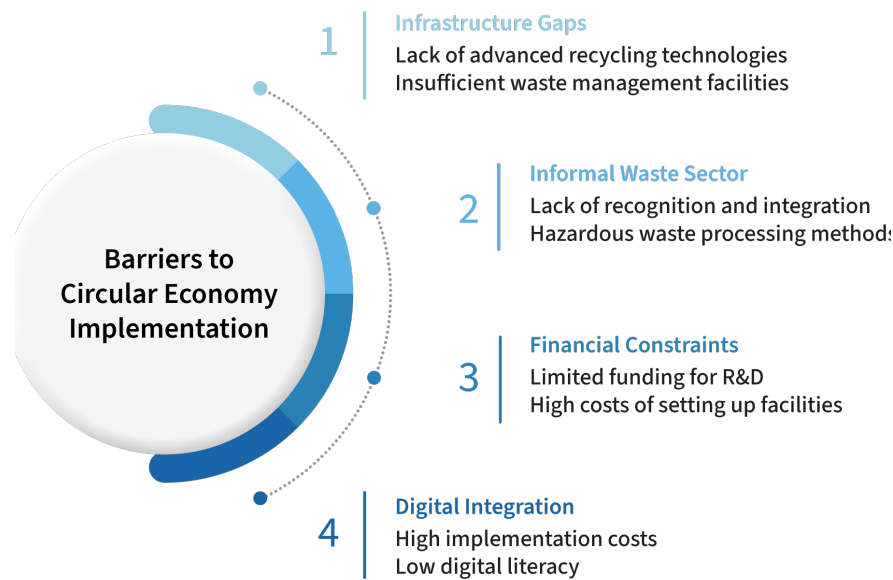 Barriers to
Circular Economy
Implementation
1
Infrastructure Gaps
Lack of advanced recycling technologies
Insufficient waste management facilities
2
Informal Waste Sector
Lack of recognition and integration
Hazardous waste processing methods
3
Financial Constraints
Limited funding for R&D
High costs of setting up facilities
4
Digital Integration
High implementation costs
Low digital literacy